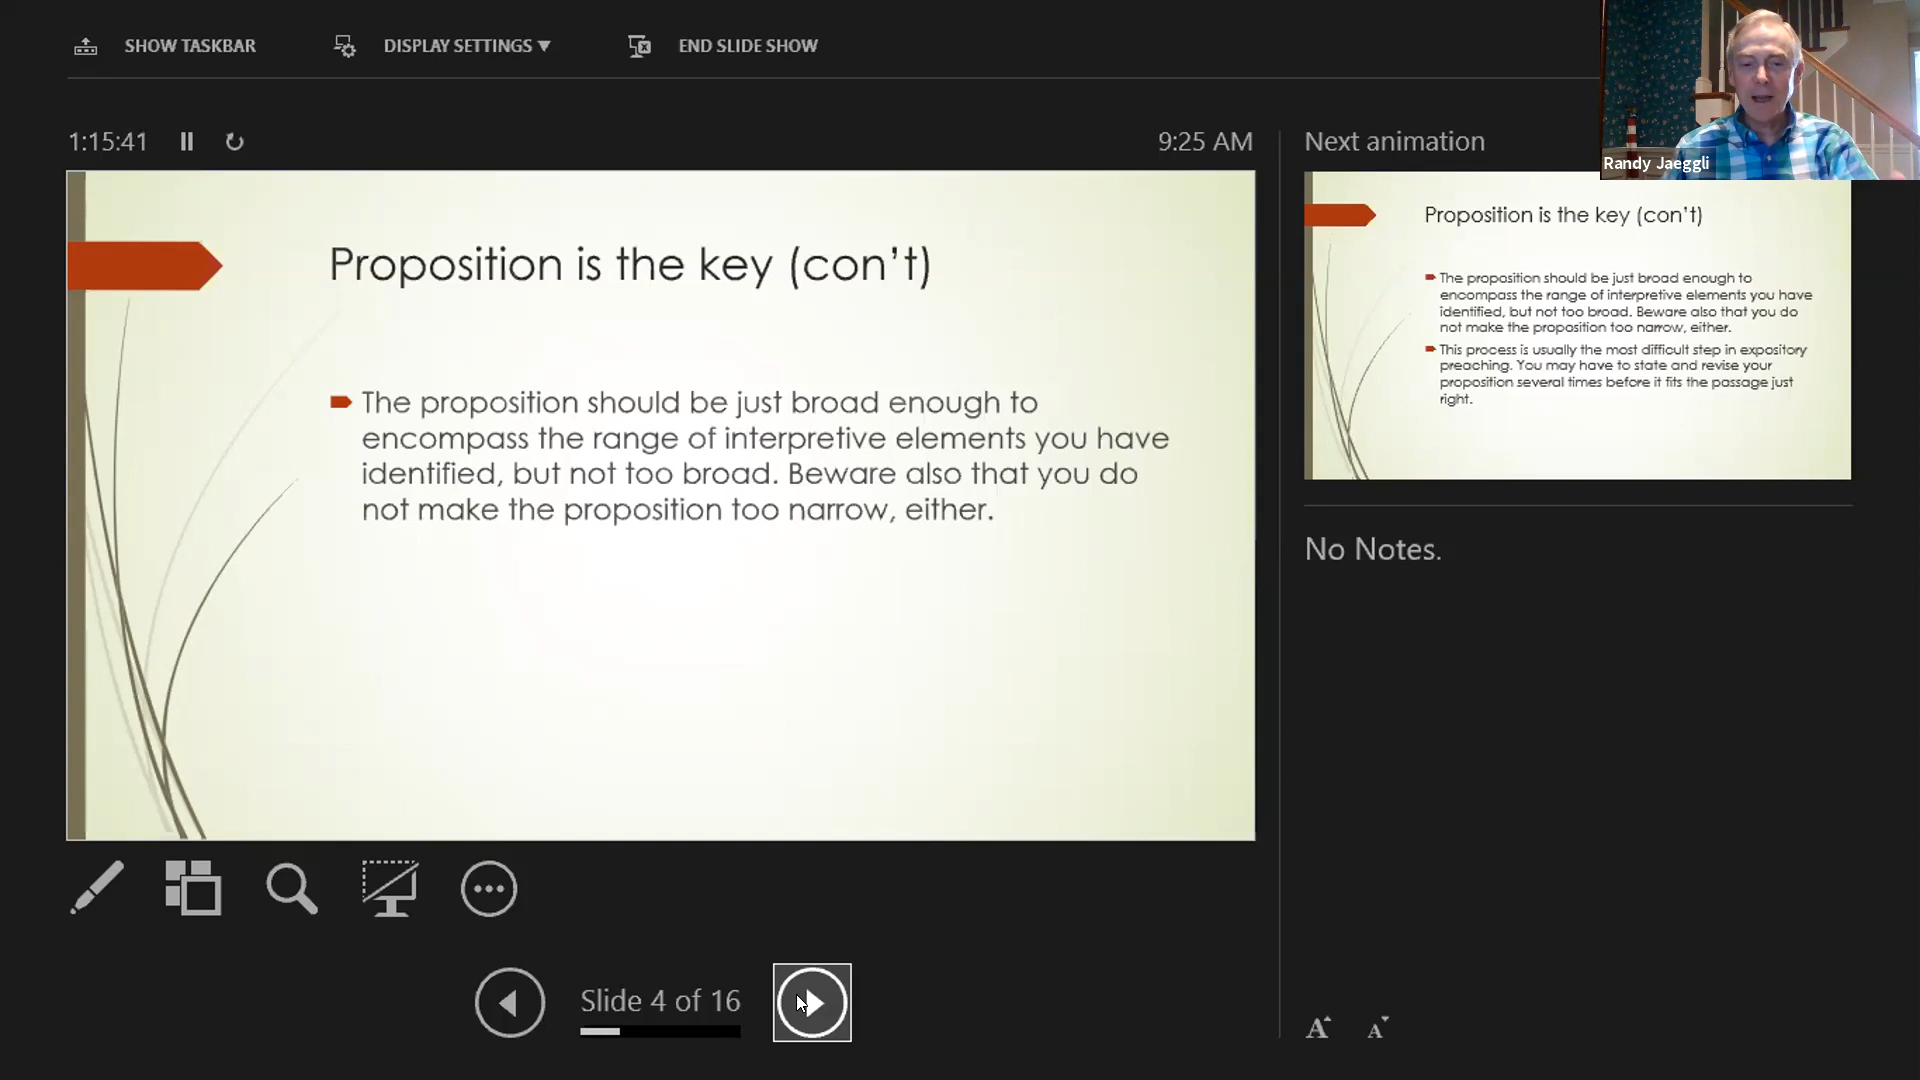 SHOW TASKBAR
DISPLAY SETTINGS ▼
END SLIDE SHOW
Randy Jaeggli
1:15:41
9:25 AM
Next animation
Proposition is the key (con’t)
The proposition should be just broad enough to
encompass the range of interpretive elements you have
identified, but not too broad. Beware also that you do
not make the proposition too narrow, either.
Proposition is the key (con’t)
The proposition should be just broad enough to
encompass the range of interpretive elements you have
identified, but not too broad. Beware also that you do
not make the proposition too narrow, either.
This process is usually the most difficult step in expository
preaching. You may have to state and revise your
proposition several times before it fits the passage just
right.
No Notes.
Slide 4 of 16
A A